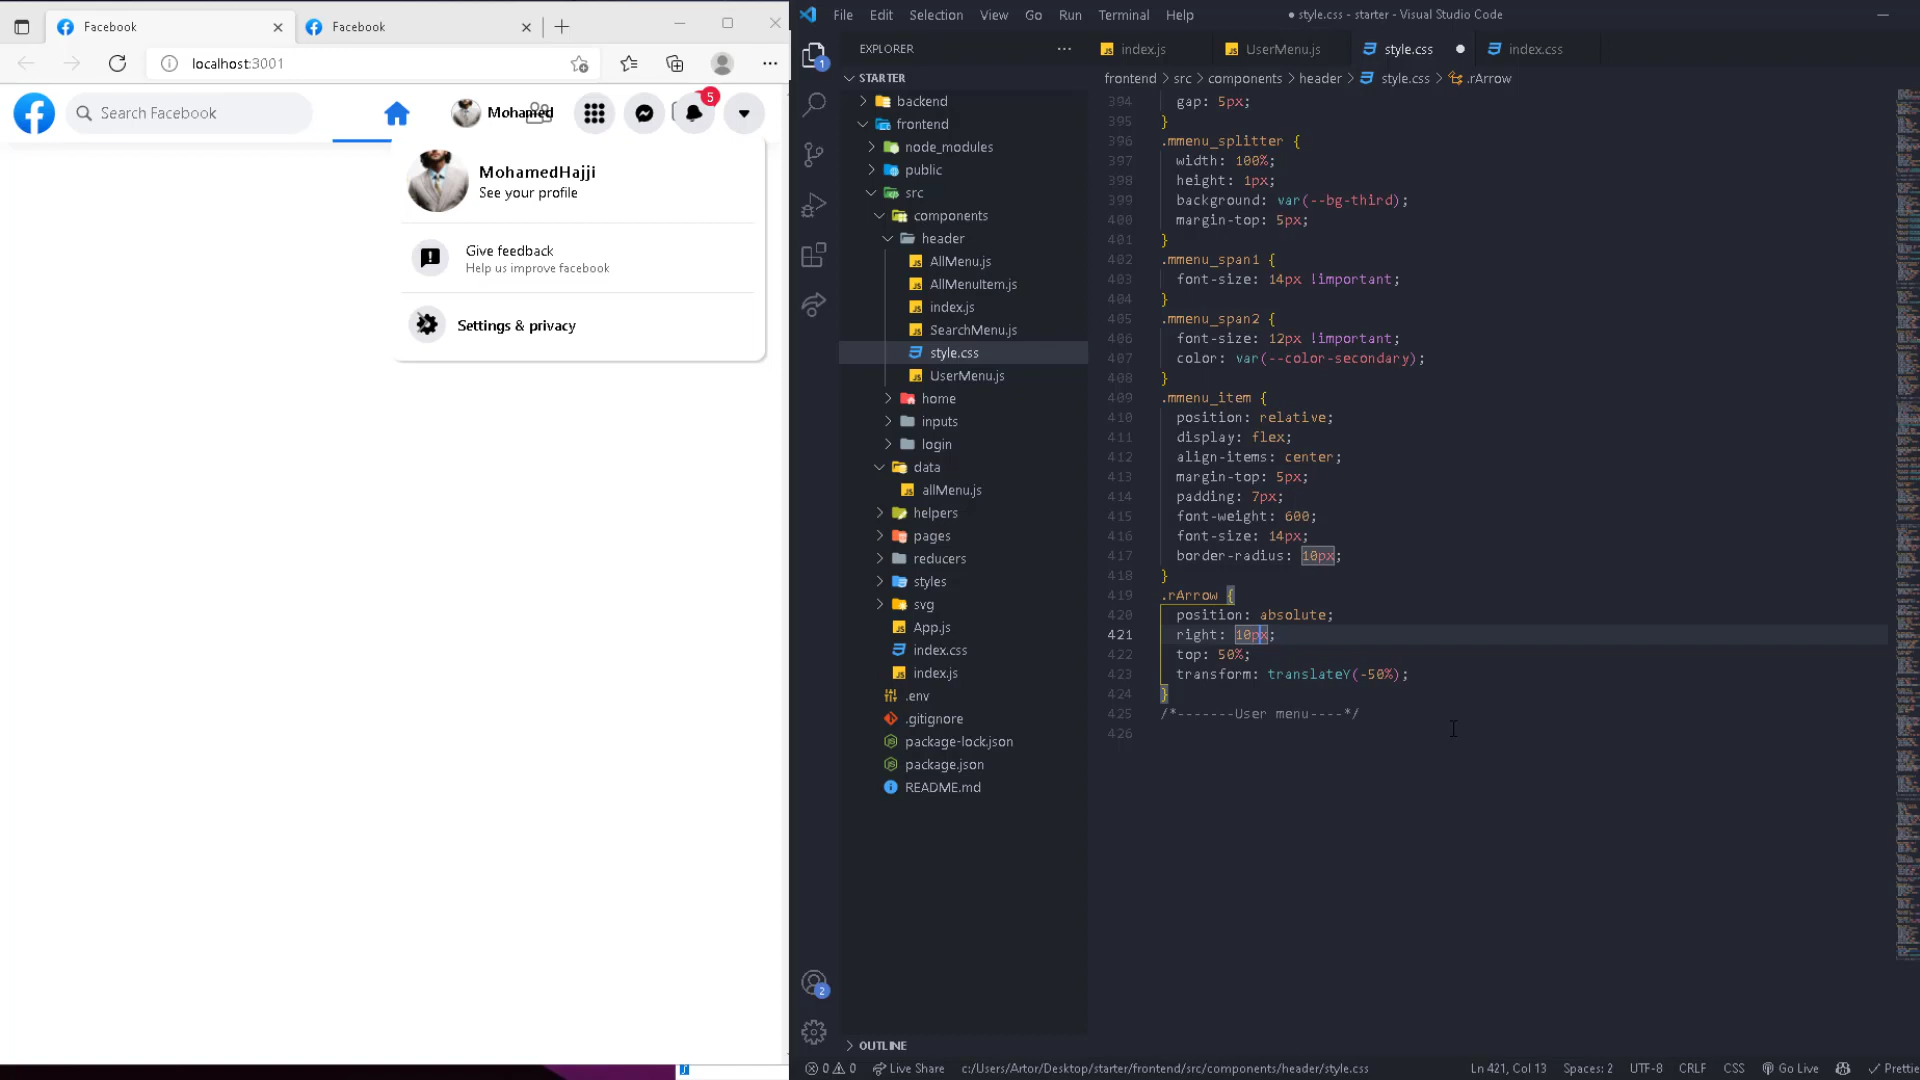 Facebook
Facebook
localhost:3001
Search Facebook
Mohamed
5
MohamedHajji
See your profile
Give feedback
Help us improve facebook
Settings & privacy
File Edit Selection View Go Run Terminal Help
● style.css - starter - Visual Studio Code
EXPLORER
1
STARTER
backend
frontend
node_modules
public
src
components
header
AllMenu.js
AllMenuItem.js
index.js
SearchMenu.js
style.css
UserMenu.js
home
inputs
login
data
allMenu.js
helpers
pages
reducers
styles
svg
App.js
index.css
index.js
.env
.gitignore
package-lock.json
package.json
README.md
OUTLINE
2
index.js UserMenu.js style.css ● index.css
frontend > src > components > header > style.css > .rArrow
394 gap: 5px;
395 }
396 .mmenu_splitter {
397 width: 100%;
398 height: 1px;
399 background: var(--bg-third);
400 margin-top: 5px;
401 }
402 .mmenu_span1 {
403 font-size: 14px !important;
404 }
405 .mmenu_span2 {
406 font-size: 12px !important;
407 color: var(--color-secondary);
408 }
409 .mmenu_item {
410 position: relative;
411 display: flex;
412 align-items: center;
413 margin-top: 5px;
414 padding: 7px;
415 font-weight: 600;
416 font-size: 14px;
417 border-radius: 10px;
418 }
419 .rArrow {
420 position: absolute;
421 right: 10px;
422 top: 50%;
423 transform: translateY(-50%);
424 }
425 /*-------User menu----*/
426
0 0 Live Share c:/Users/Artor/Desktop/starter/frontend/src/components/header/style.css Ln 421, Col 13 Spaces: 2 UTF-8 CRLF CSS Go Live Prettie